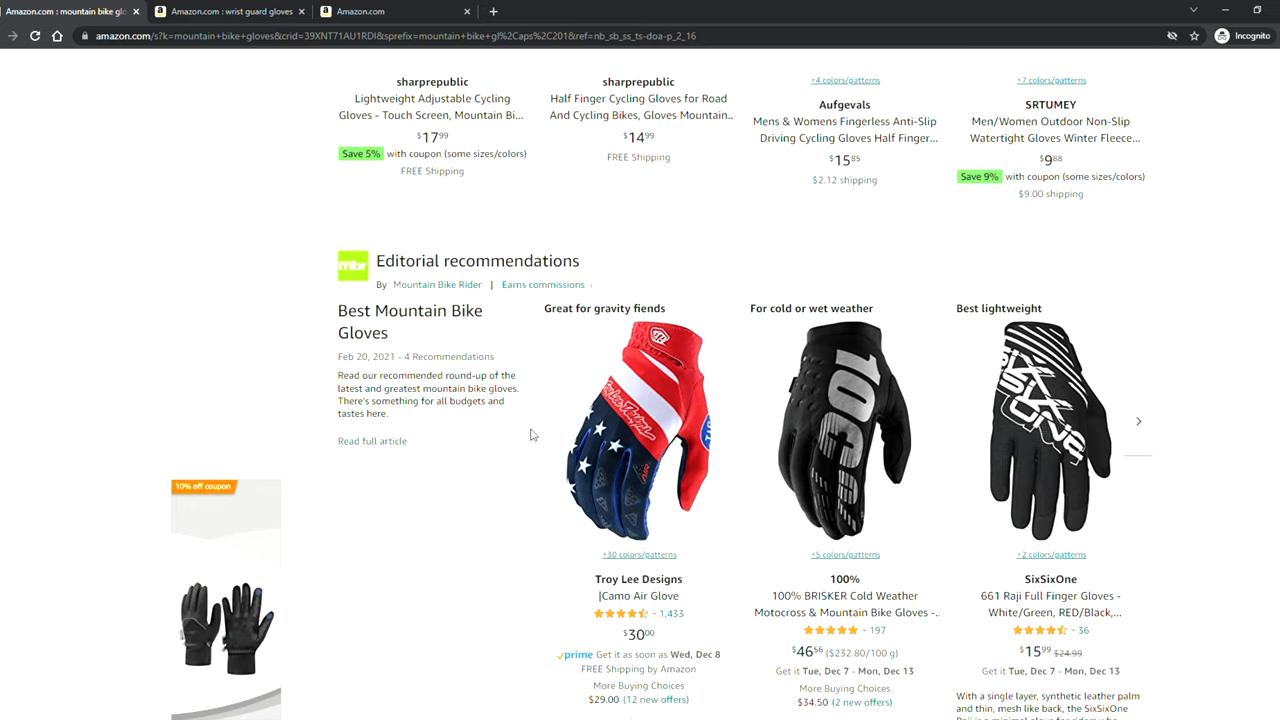 Amazon.com : mountain bike glo
Amazon.com : wrist guard gloves
Amazon.com
amazon.com/s?k=mountain+bike+gloves&crid=39XNT71AU1RDI&sprefix=mountain+bike+gl%2Caps%2C201&ref=nb_sb_ss_ts-doa-p_2_16
Incognito
sharprepublic
Lightweight Adjustable Cycling
Gloves - Touch Screen, Mountain Bi...
$17.99
Save 5% with coupon (some sizes/colors)
FREE Shipping
sharprepublic
Half Finger Cycling Gloves for Road
And Cycling Bikes, Gloves Mountain..
$14.99
FREE Shipping
+4 colors/patterns
Aufgevals
Mens & Womens Fingerless Anti-Slip
Driving Cycling Gloves Half Finger...
$15.85
$2.12 shipping
+7 colors/patterns
SRTUMEY
Men/Women Outdoor Non-Slip
Watertight Gloves Winter Fleece...
$9.88
Save 9% with coupon (some sizes/colors)
$9.00 shipping
mbr
Editorial recommendations
By Mountain Bike Rider | Earns commissions
Best Mountain Bike
Gloves
Feb 20, 2021 - 4 Recommendations
Read our recommended round-up of the
latest and greatest mountain bike gloves.
There's something for all budgets and
tastes here.
Read full article
10% off coupon
Great for gravity fiends
Troy Lee Designs
AIR
+30 colors/patterns
Troy Lee Designs
|Camo Air Glove
1,433
$30.00
prime Get it as soon as Wed, Dec 8
FREE Shipping by Amazon
More Buying Choices
$29.00 (12 new offers)
For cold or wet weather
100%
+5 colors/patterns
100%
100% BRISKER Cold Weather
Motocross & Mountain Bike Gloves -..
197
$46.56 ($232.80/100 g)
Get it Tue, Dec 7 - Mon, Dec 13
More Buying Choices
$34.50 (2 new offers)
Best lightweight
SIX
SIX
ONE
+2 colors/patterns
SixSixOne
661 Raji Full Finger Gloves -
White/Green, RED/Black,...
36
$15.99 $24.99
Get it Tue, Dec 7 - Mon, Dec 13
With a single layer, synthetic leather palm
and thin, mesh like back, the SixSixOne